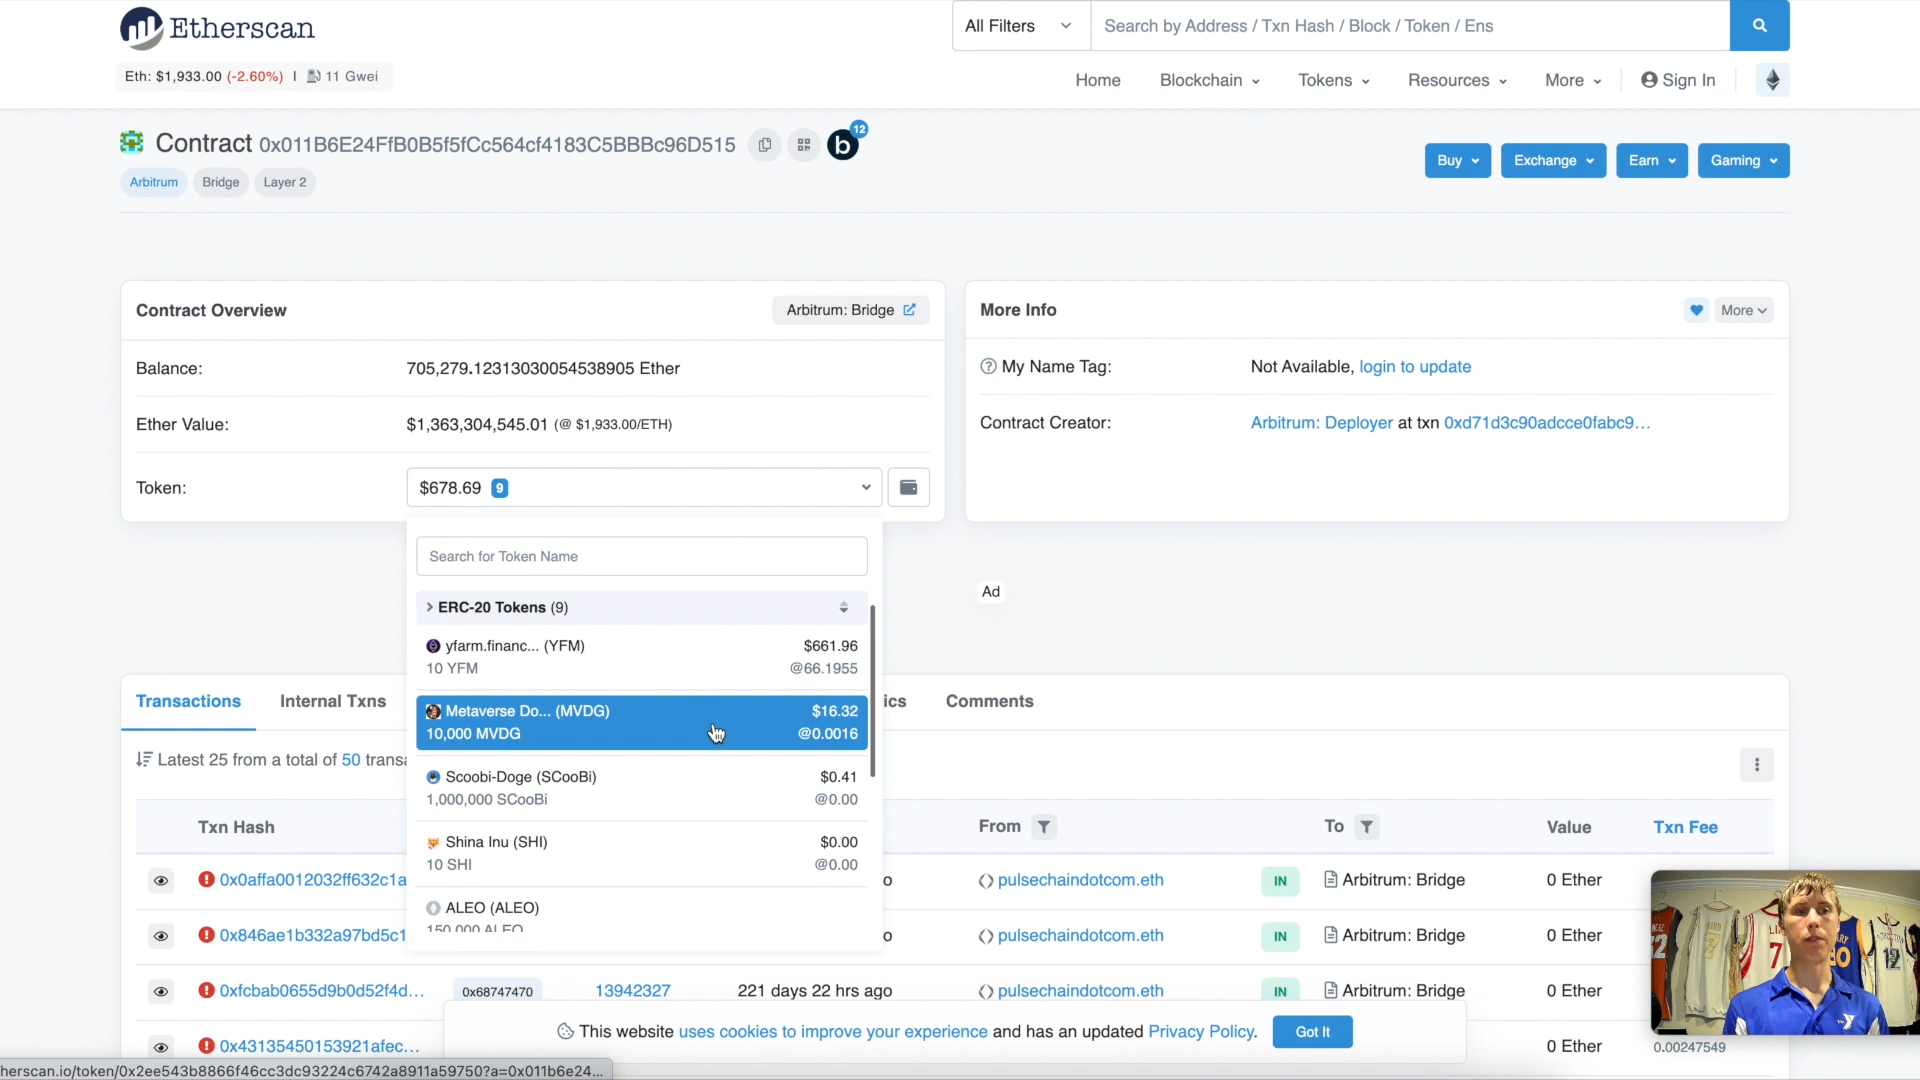 Etherscan
All Filters
Search by Address / Txn Hash / Block / Token / Ens
Eth: $1,933.00 (-2.60%) | 11 Gwei
Home
Blockchain
Tokens
Resources
More
Sign In
Contract 0x011B6E24FfB0B5f5fCc564cf4183C5BBBc96D515
b
12
Arbitrum
Bridge
Layer 2
Buy
Exchange
Earn
Gaming
Contract Overview
Arbitrum: Bridge
Balance:
705,279.12313030054538905 Ether
Ether Value:
$1,363,304,545.01 (@ $1,933.00/ETH)
Token:
$678.69 9
More Info
More
My Name Tag:
Not Available, login to update
Contract Creator:
Arbitrum: Deployer at txn 0xd71d3c90adcce0fabc9...
Search for Token Name
ERC-20 Tokens (9)
yfarm.financ... (YFM)
$661.96
10 YFM
@66.1955
Metaverse Do... (MVDG)
$16.32
10,000 MVDG
@0.0016
Scoobi-Doge (SCooBi)
$0.41
1,000,000 SCooBi
@0.00
Shina Inu (SHI)
$0.00
10 SHI
@0.00
ALEO (ALEO)
150,000 ALEO
Ad
Transactions
Internal Txns
ics
Comments
Latest 25 from a total of 50 transa
Txn Hash
From
To
Value
Txn Fee
0x0affa0012032ff632c1a
o
pulsechaindotcom.eth
IN
Arbitrum: Bridge
0 Ether
0x846ae1b332a97bd5c1
o
pulsechaindotcom.eth
IN
Arbitrum: Bridge
0 Ether
0xfcbab0655d9b0d52f4d...
0x68747470
13942327
221 days 22 hrs ago
pulsechaindotcom.eth
IN
Arbitrum: Bridge
0 Ether
0x43135450153921afec...
0 Ether
0.00247549
This website uses cookies to improve your experience and has an updated Privacy Policy.
Got It
herscan.io/token/0x2ee543b8866f46cc3dc93224c6742a8911a59750?a=0x011b6e24...